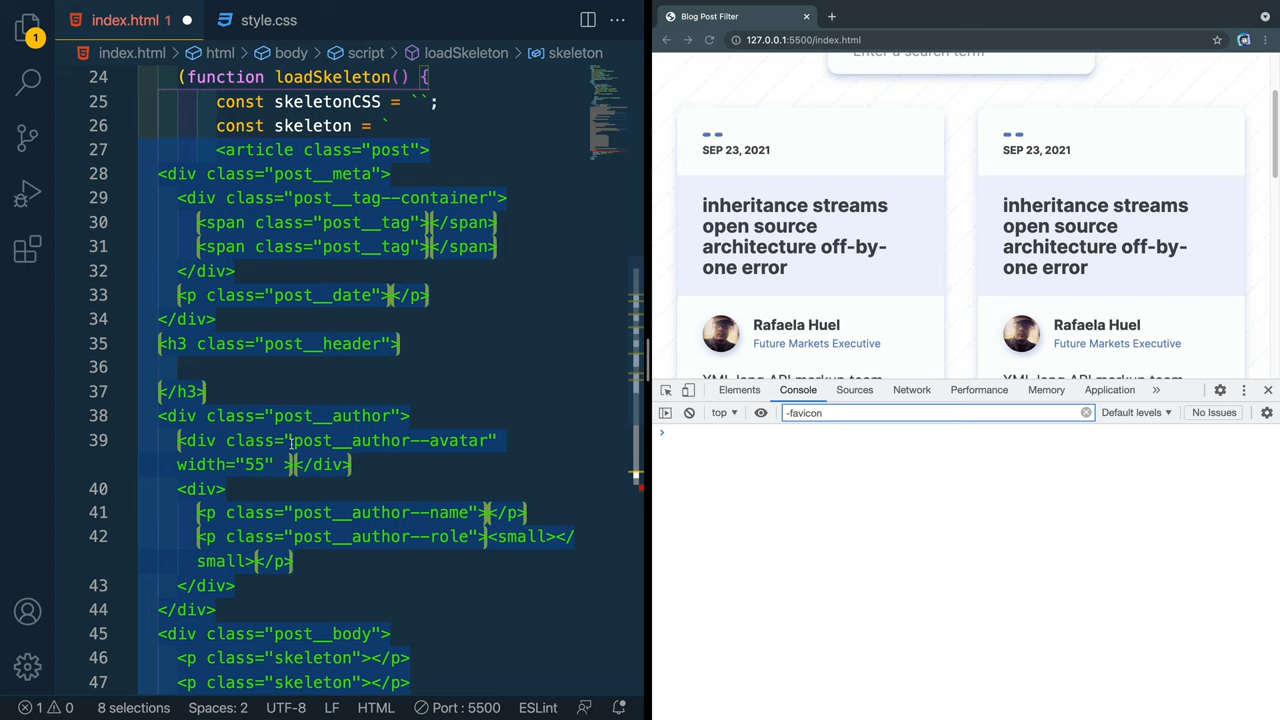 index.html 1
style.css
index.html
html
body
script
loadSkeleton
skeleton
1
24 (function loadSkeleton() {
25 const skeletonCSS = ``;
26 const skeleton = `
27 <article class="post">
28 <div class="post__meta">
29 <div class="post__tag--container">
30 <span class="post__tag"></span>
31 <span class="post__tag"></span>
32 </div>
33 <p class="post__date"></p>
34 </div>
35 <h3 class="post__header">
36
37 </h3>
38 <div class="post__author">
39 <div class="post__author--avatar"
width="55" ></div>
40 <div>
41 <p class="post__author--name"></p>
42 <p class="post__author--role"><small></
small></p>
43 </div>
44 </div>
45 <div class="post__body">
46 <p class="skeleton"></p>
47 <p class="skeleton"></p>
1 0 8 selections Spaces: 2 UTF-8 LF HTML Port : 5500 ESLint
Blog Post Filter
127.0.0.1:5500/index.html
Enter a search term
SEP 23, 2021
inheritance streams
open source
architecture off-by-
one error
Rafaela Huel
Future Markets Executive
XML long API markup event
SEP 23, 2021
inheritance streams
open source
architecture off-by-
one error
Rafaela Huel
Future Markets Executive
Elements Console Sources Network Performance Memory Application »
top -favicon Default levels No Issues